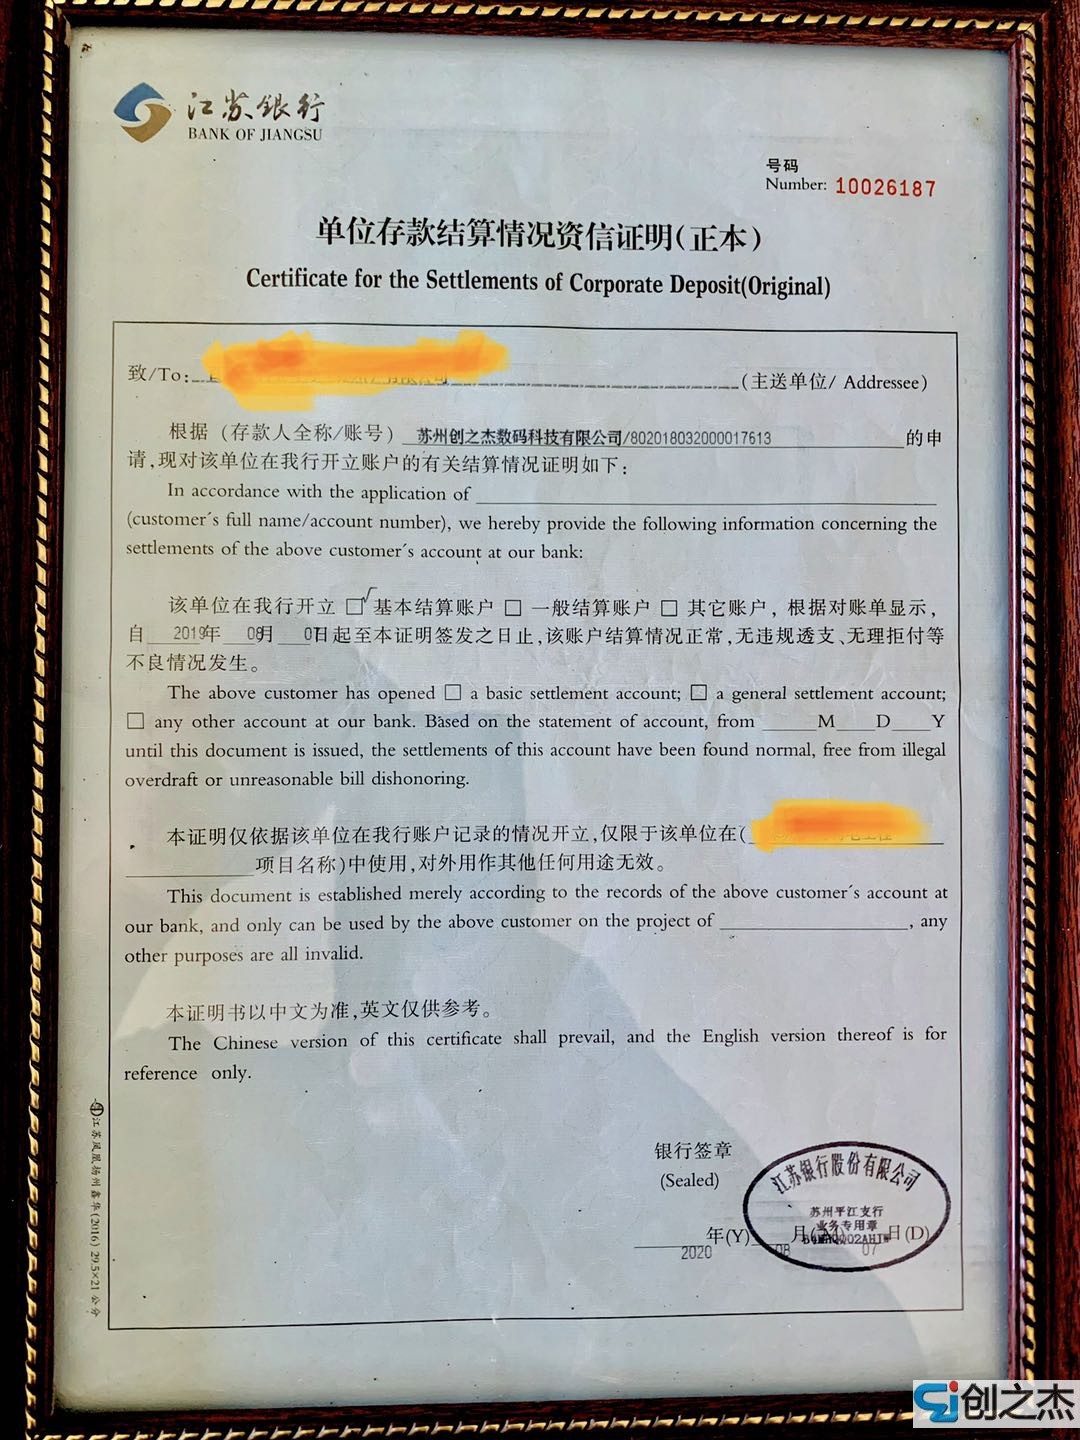 江苏银行
BANK OF JIANGSU
号码
Number: 10026187
单位存款结算情况资信证明(正本)
Certificate for the Settlements of Corporate Deposit(Original)
致/To: (主送单位/ Addressee)
根据 (存款人全称/账号) 苏州创之杰数码科技有限公司/802018032000017613 的申
请,现对该单位在我行开立账户的有关结算情况证明如下:
In accordance with the application of
(customer's full name/account number), we hereby provide the following information concerning the
settlements of the above customer's account at our bank:
该单位在我行开立 □√基本结算账户 □ 一般结算账户 □ 其它账户, 根据对账单显示,
自 2019年 08月 07日起至本证明签发之日止,该账户结算情况正常,无违规透支、无理拒付等
不良情况发生。
The above customer has opened □ a basic settlement account; □ a general settlement account;
□ any other account at our bank. Based on the statement of account, from M D Y
until this document is issued, the settlements of this account have been found normal, free from illegal
overdraft or unreasonable bill dishonoring.
本证明仅依据该单位在我行账户记录的情况开立,仅限于该单位在(
项目名称)中使用,对外用作其他任何用途无效。
This document is established merely according to the records of the above customer's account at
our bank, and only can be used by the above customer on the project of , any
other purposes are all invalid.
本证明书以中文为准,英文仅供参考。
The Chinese version of this certificate shall prevail, and the English version thereof is for
reference only.
银行签章
(Sealed)
江苏银行股份有限公司
苏州平江支行
业务专用章
年(Y) 月 日(D)
2020 08 07
江苏凤凰扬州鑫华(2016) 29.5×21 公分
创之杰